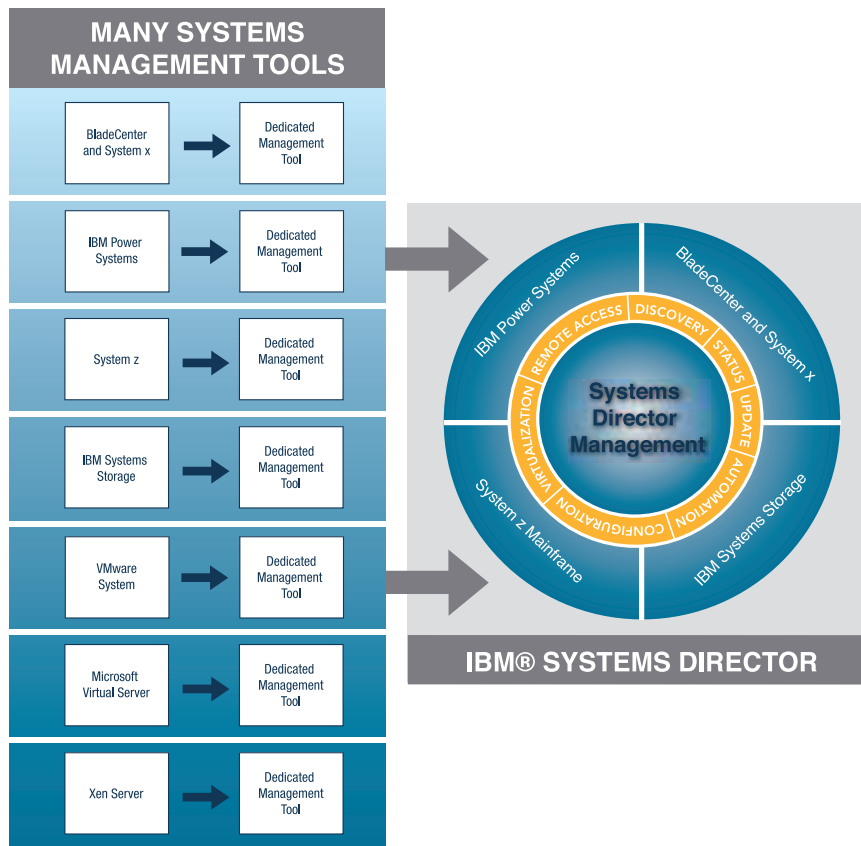 MANY SYSTEMS
MANAGEMENT TOOLS
BladeCenter
and System x
Dedicated
Management
Tool
IBM Power
Systems
Dedicated
Management
Tool
System z
Dedicated
Management
Tool
IBM Systems
Storage
Dedicated
Management
Tool
VMware
System
Dedicated
Management
Tool
Microsoft
Virtual Server
Dedicated
Management
Tool
Xen Server
Dedicated
Management
Tool
IBM Power Systems
BladeCenter and System x
IBM Systems Storage
System z Mainframe
REMOTE ACCESS
DISCOVERY
STATUS
UPDATE
AUTOMATION
CONFIGURATION
VIRTUALIZATION
Systems
Director
Management
IBM® SYSTEMS DIRECTOR